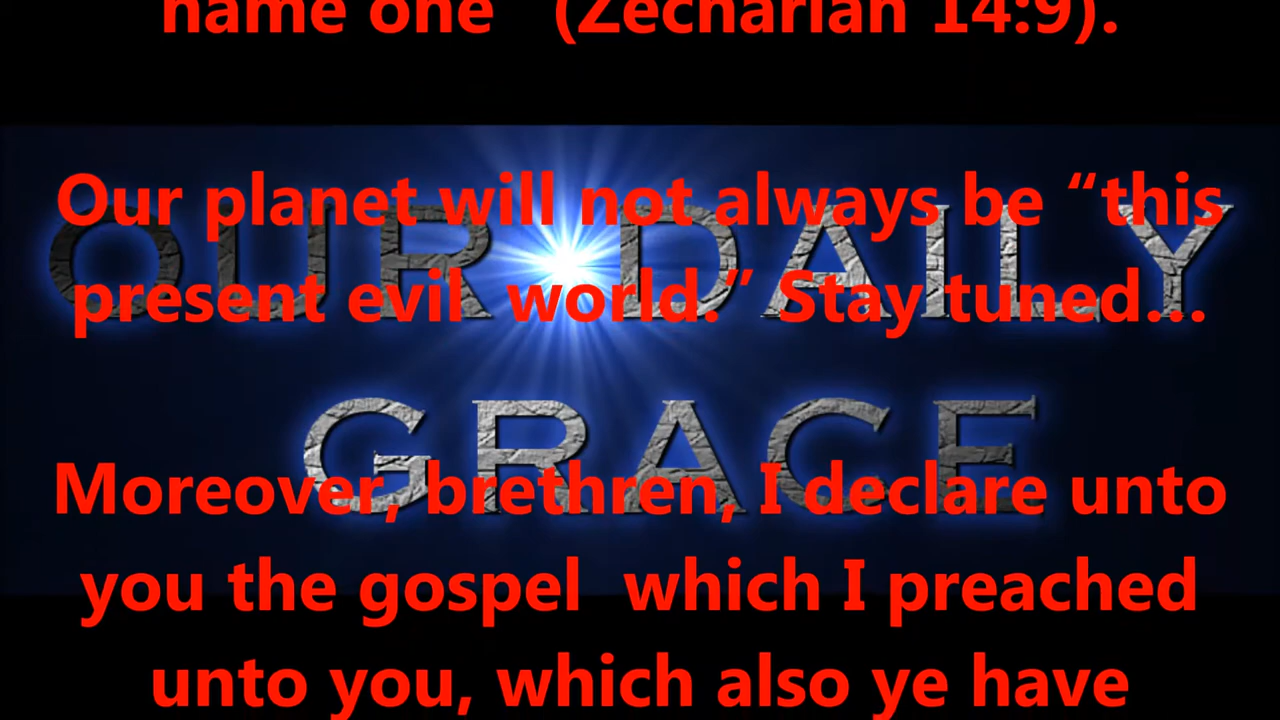 name one" (Zechariah 14:9).
Our planet will not always be “this
present evil world.” Stay tuned…
Moreover, brethren, I declare unto
you the gospel which I preached
unto you, which also ye have
OUR DAILY
GRACE